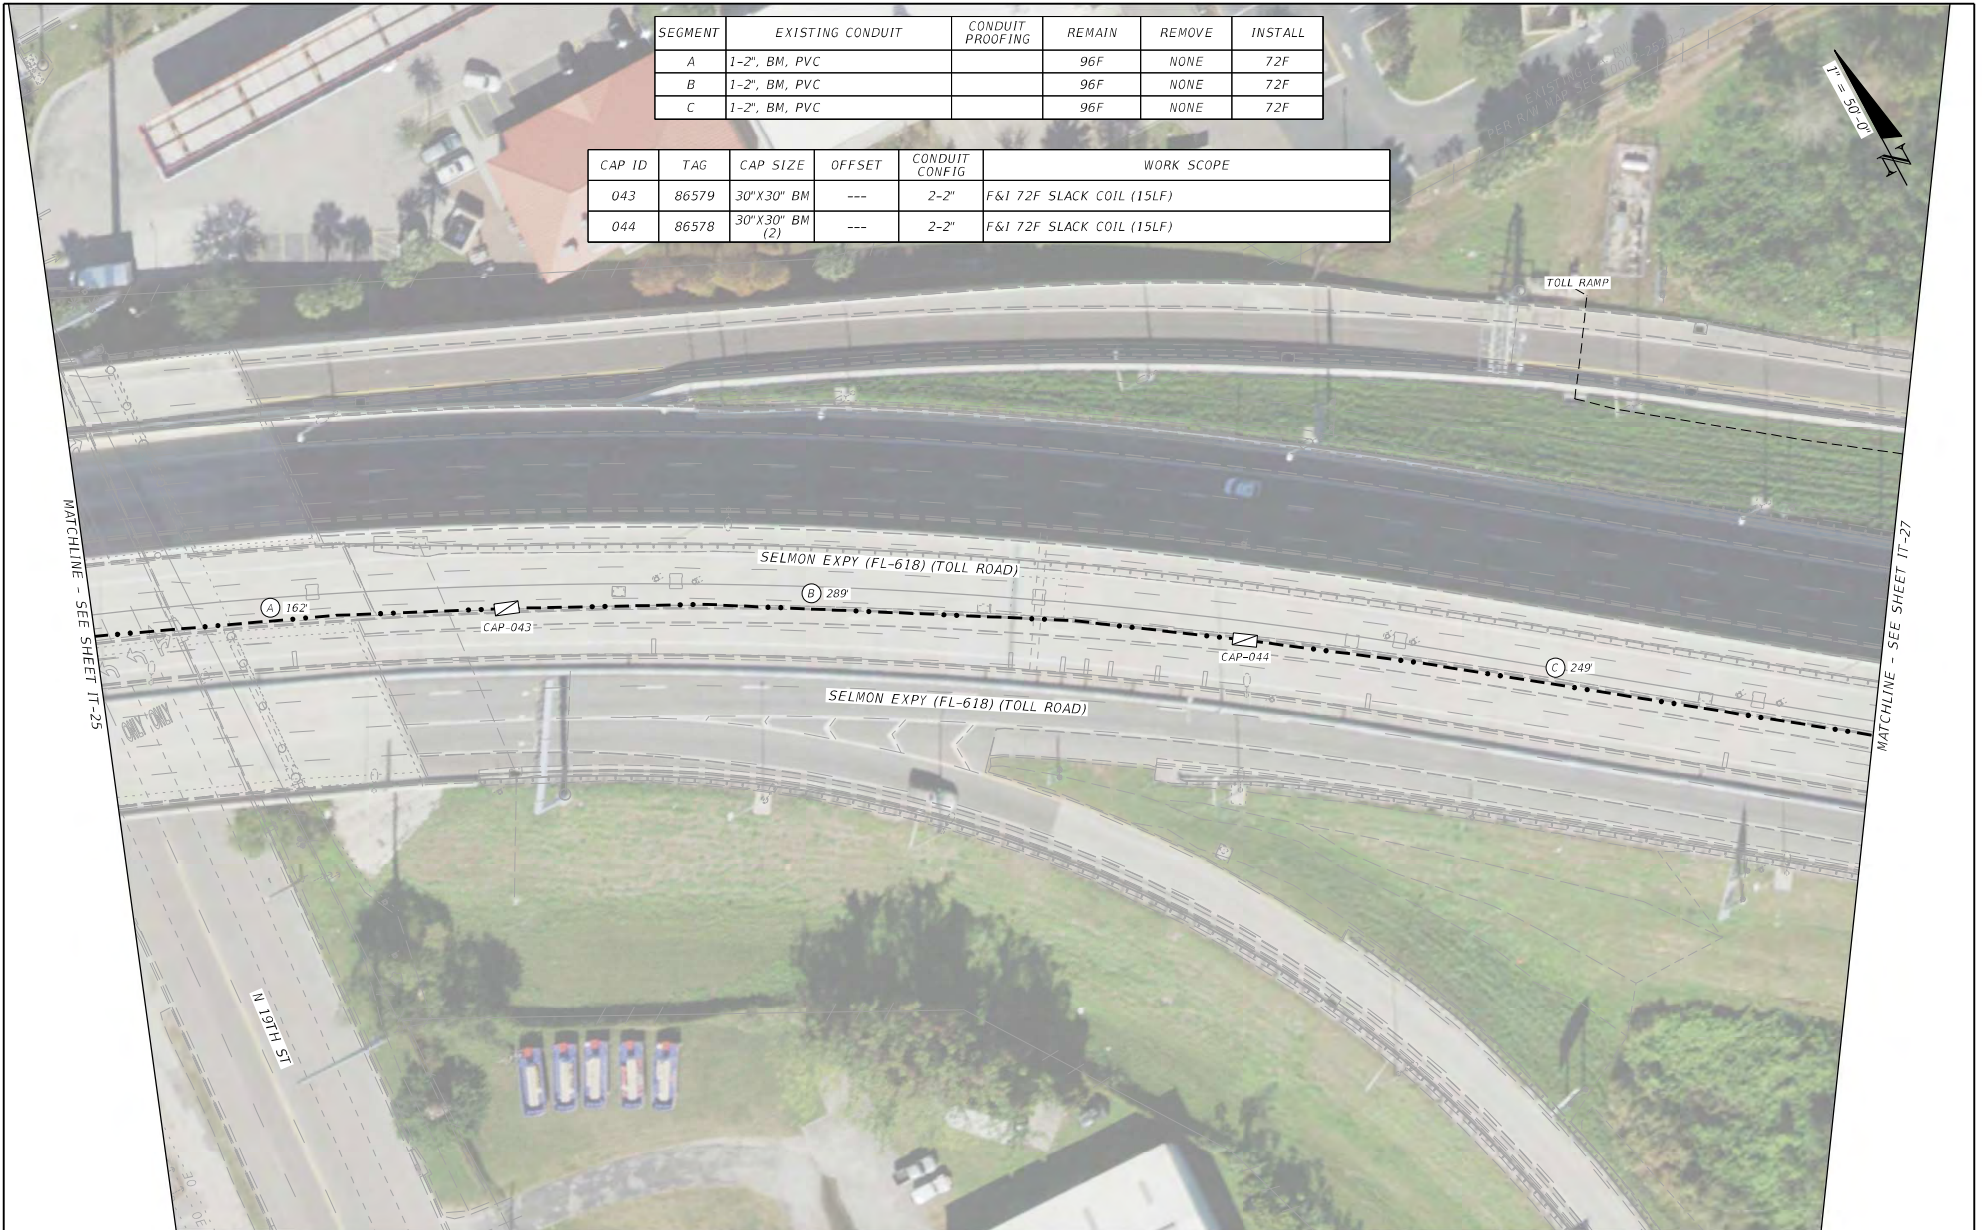 SEGMENT EXISTING CONDUIT CONDUIT PROOFING REMAIN REMOVE INSTALL
A 1-2", BM, PVC 96F NONE 72F
B 1-2", BM, PVC 96F NONE 72F
C 1-2", BM, PVC 96F NONE 72F
CAP ID TAG CAP SIZE OFFSET CONDUIT CONFIG WORK SCOPE
043 86579 30"X30" BM --- 2-2" F&I 72F SLACK COIL (15LF)
044 86578 30"X30" BM (2) --- 2-2" F&I 72F SLACK COIL (15LF)
1" = 50'-0"
N
TOLL RAMP
MATCHLINE - SEE SHEET IT-25
SELMON EXPY (FL-618) (TOLL ROAD)
A 162'
CAP-043
B 289'
CAP-044
C 249'
SELMON EXPY (FL-618) (TOLL ROAD)
MATCHLINE - SEE SHEET IT-27
N 19TH ST